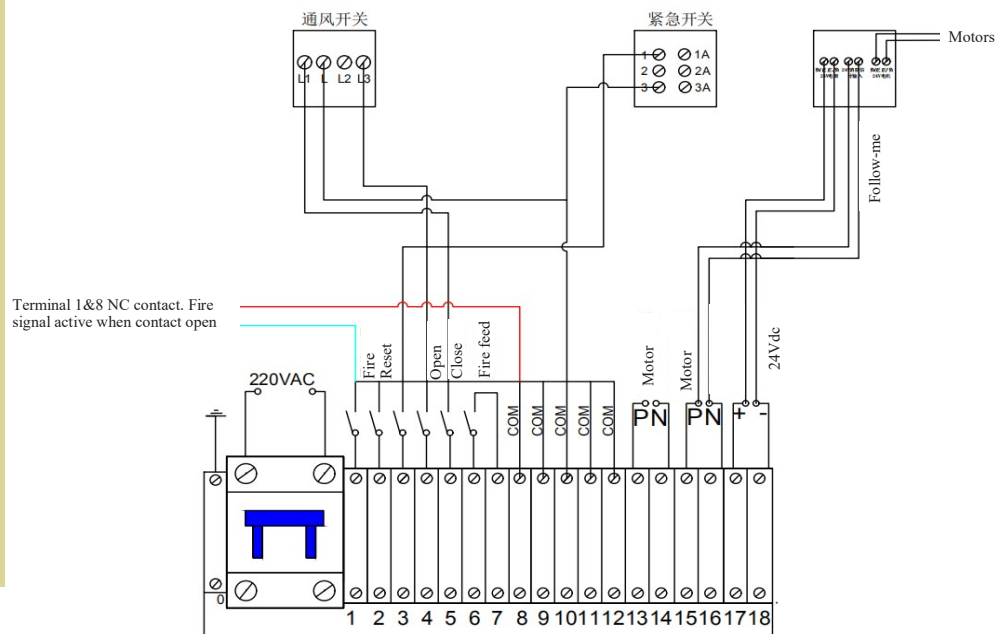 通风开关
紧急开关
Motors
L1 L L2 L3
1 1A
2 2A
3 3A
Follow-me
Terminal 1&8 NC contact. Fire
signal active when contact open
220VAC
Fire
Reset
Open
Close
Fire feed
COM
COM
COM
COM
COM
Motor
Motor
24Vdc
PN
PN
+ -
0
1 2 3 4 5 6 7 8 9 10 11 12 13 14 15 16 17 18